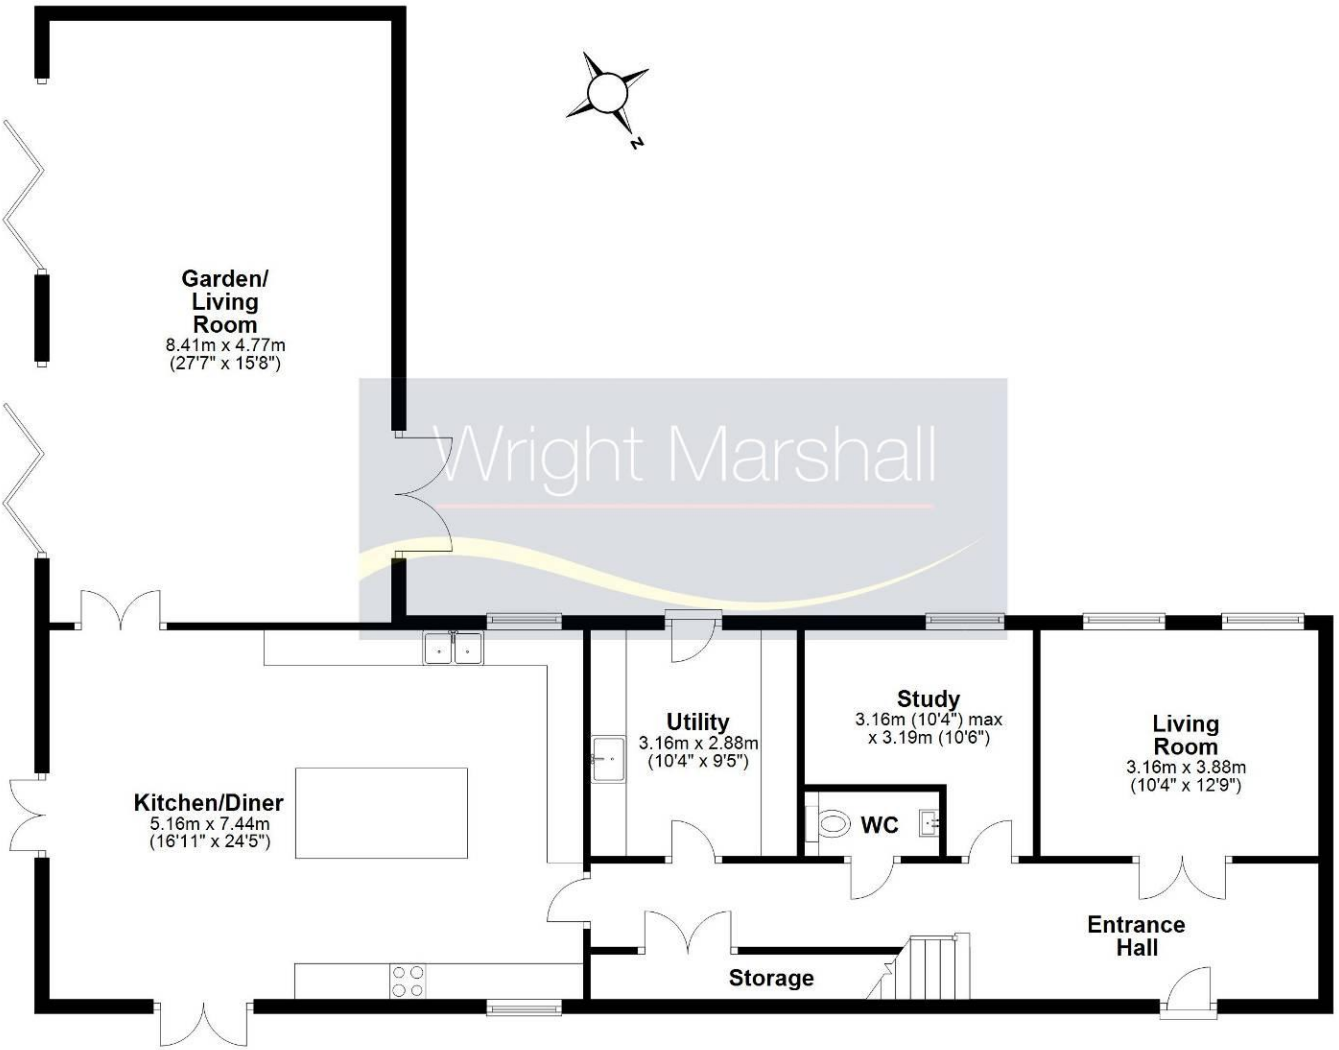 N
Garden/
Living
Room
8.41m x 4.77m
(27'7" x 15'8")
Wright Marshall
Kitchen/Diner
5.16m x 7.44m
(16'11" x 24'5")
Utility
3.16m x 2.88m
(10'4" x 9'5")
Study
3.16m (10'4") max
x 3.19m (10'6")
WC
Living
Room
3.16m x 3.88m
(10'4" x 12'9")
Entrance
Hall
Storage